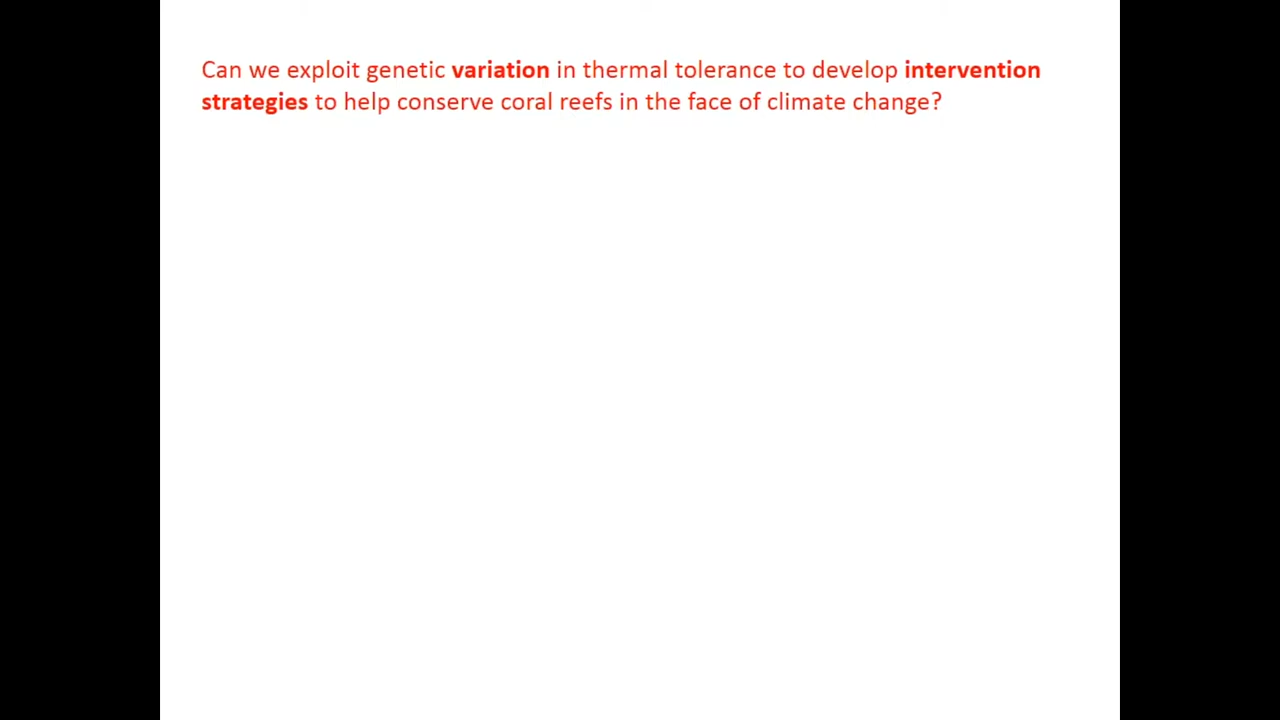 Can we exploit genetic variation in thermal tolerance to develop intervention
strategies to help conserve coral reefs in the face of climate change?